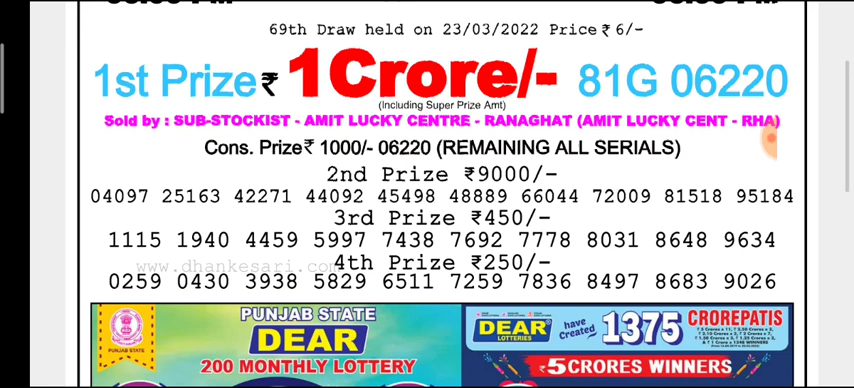 69th Draw held on 23/03/2022 Price ₹ 6/-
1st Prize ₹ 1 Crore/- 81G 06220
(Including Super Prize Amt)
Sold by : SUB-STOCKIST - AMIT LUCKY CENTRE - RANAGHAT (AMIT LUCKY CENT - RHA)
Cons. Prize ₹ 1000/- 06220 (REMAINING ALL SERIALS)
2nd Prize ₹9000/-
04097 25163 42271 44092 45498 48889 66044 72009 81518 95184
3rd Prize ₹450/-
1115 1940 4459 5997 7438 7692 7778 8031 8648 9634
www.dhankesari.com
4th Prize ₹250/-
0259 0430 3938 5829 6511 7259 7836 8497 8683 9026
PUNJAB STATE
DEAR
200 MONTHLY LOTTERY
PUNJAB STATE
DEAR
LOTTERIES
have Created
1375 CROREPATIS
₹5 CRORES WINNERS